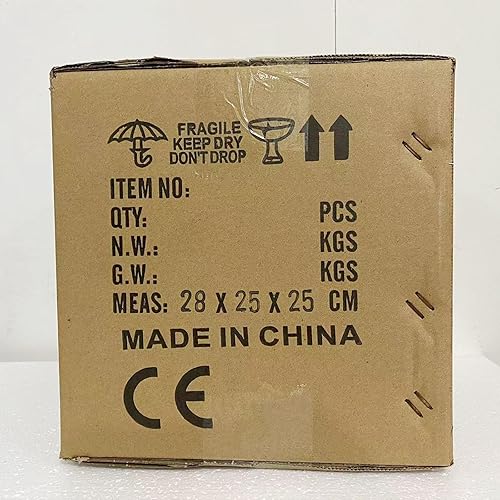 FRAGILE
KEEP DRY
DON'T DROP
ITEM NO:
QTY: PCS
N.W.: KGS
G.W.: KGS
MEAS: 28 X 25 X 25 CM
MADE IN CHINA
CE